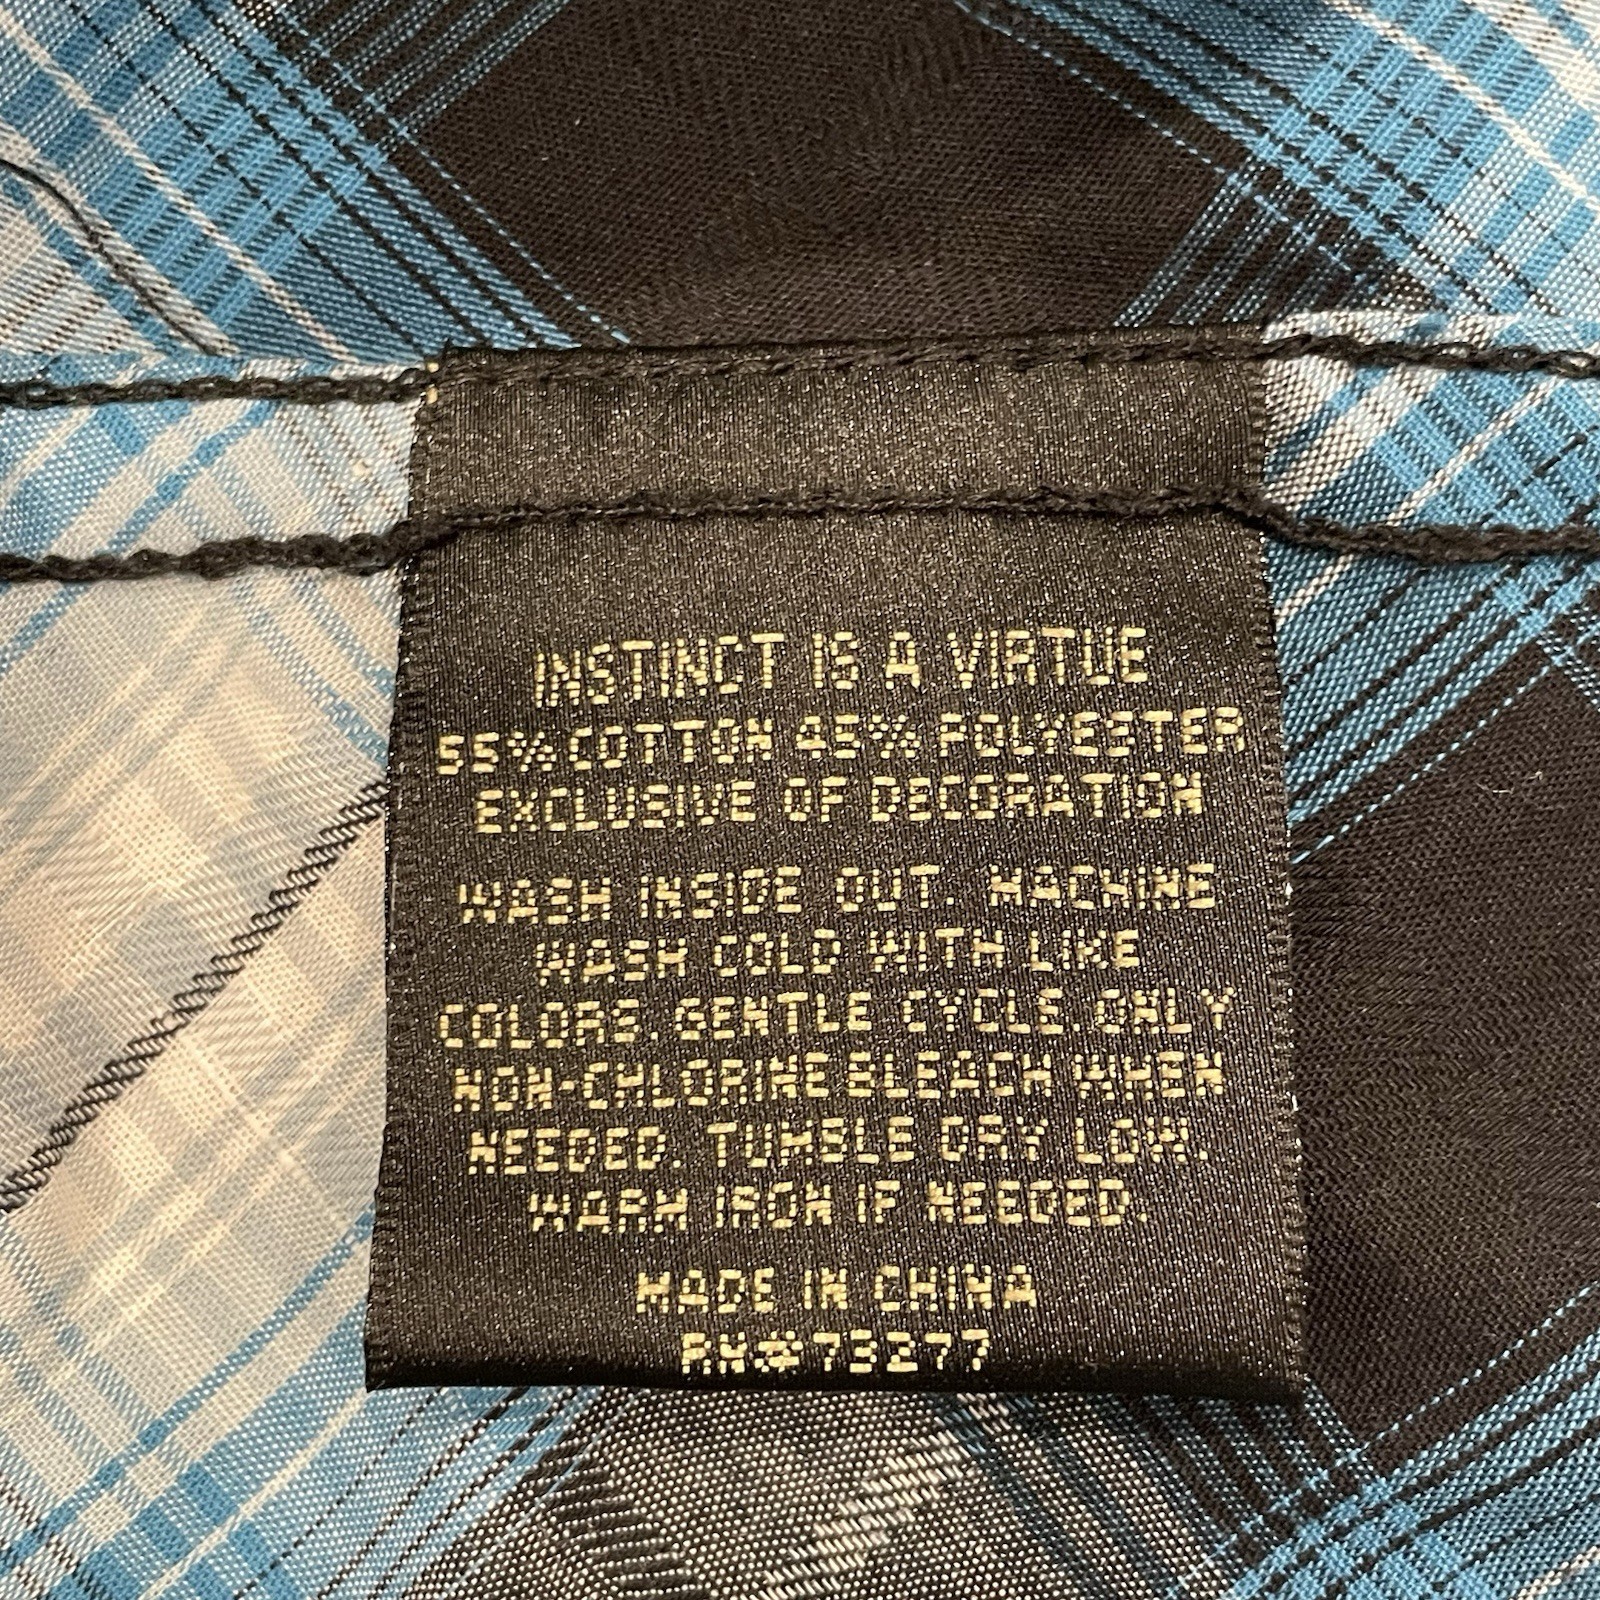 INSTINCT IS A VIRTUE
55% COTTON 45% POLYESTER
EXCLUSIVE OF DECORATION
WASH INSIDE OUT. MACHINE
WASH COLD WITH LIKE
COLORS. GENTLE CYCLE. ONLY
NON-CHLORINE BLEACH WHEN
NEEDED. TUMBLE DRY LOW.
WARM IRON IF NEEDED.
MADE IN CHINA
RN@73277